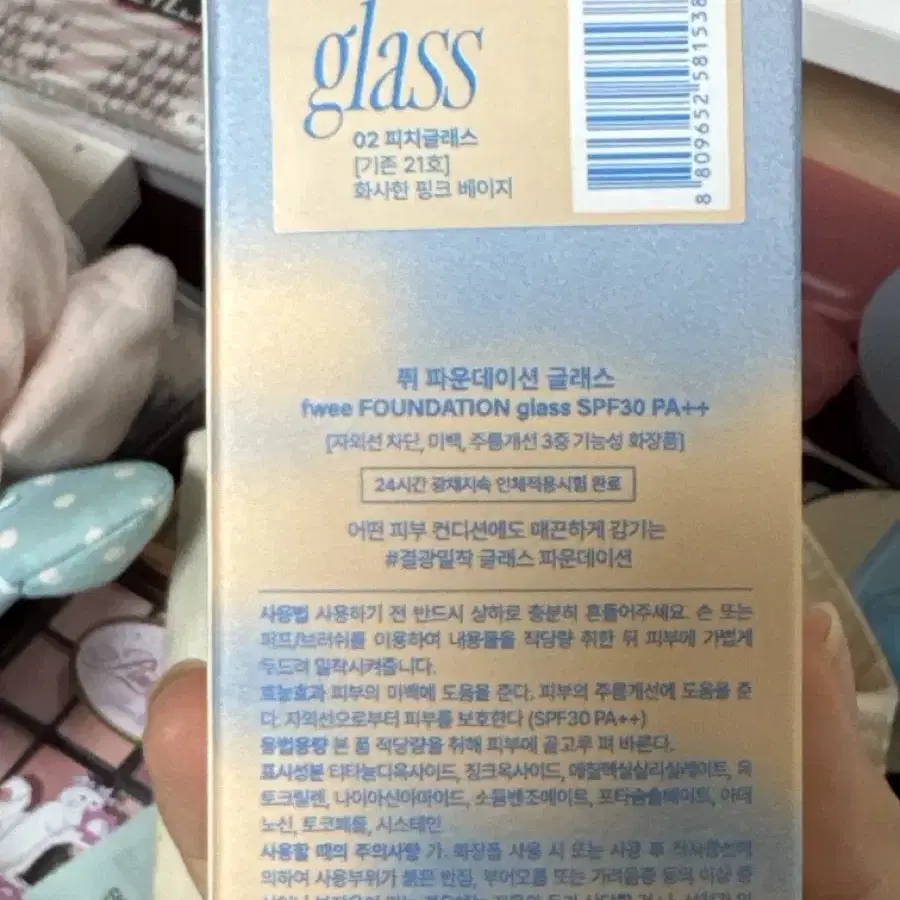 glass
02 피치글래스
[기존 21호]
화사한 핑크 베이지
8 809652 581538
퓌 파운데이션 글래스
fwee FOUNDATION glass SPF30 PA++
[자외선 차단, 미백, 주름개선 3중 기능성 화장품]
24시간 광채지속 인체적용시험 완료
어떤 피부 컨디션에도 매끈하게 감기는
#결광밀착 글래스 파운데이션
사용법 사용하기 전 반드시 상하로 충분히 흔들어주세요. 손 또는
퍼프/브러쉬를 이용하여 내용물을 적당량 취한 뒤 피부에 가볍게
두드려 밀착시켜줍니다.
효능효과 피부의 미백에 도움을 준다. 피부의 주름개선에 도움을 준
다. 자외선으로부터 피부를 보호한다 (SPF30 PA++)
용법용량 본 품 적당량을 취해 피부에 골고루 펴 바른다.
표시성분 티타늄디옥사이드, 징크옥사이드, 에칠헥실살리실레이트, 옥
토크릴렌, 나이아신아마이드, 소듐벤조에이트, 포타슘솔베이트, 아데
노신, 토코페롤, 시스테인
사용할 때의 주의사항 가. 화장품 사용 시 또는 사용 후 직사광선에
의하여 사용부위가 붉은 반점, 부어오름 또는 가려움증 등의 이상 증